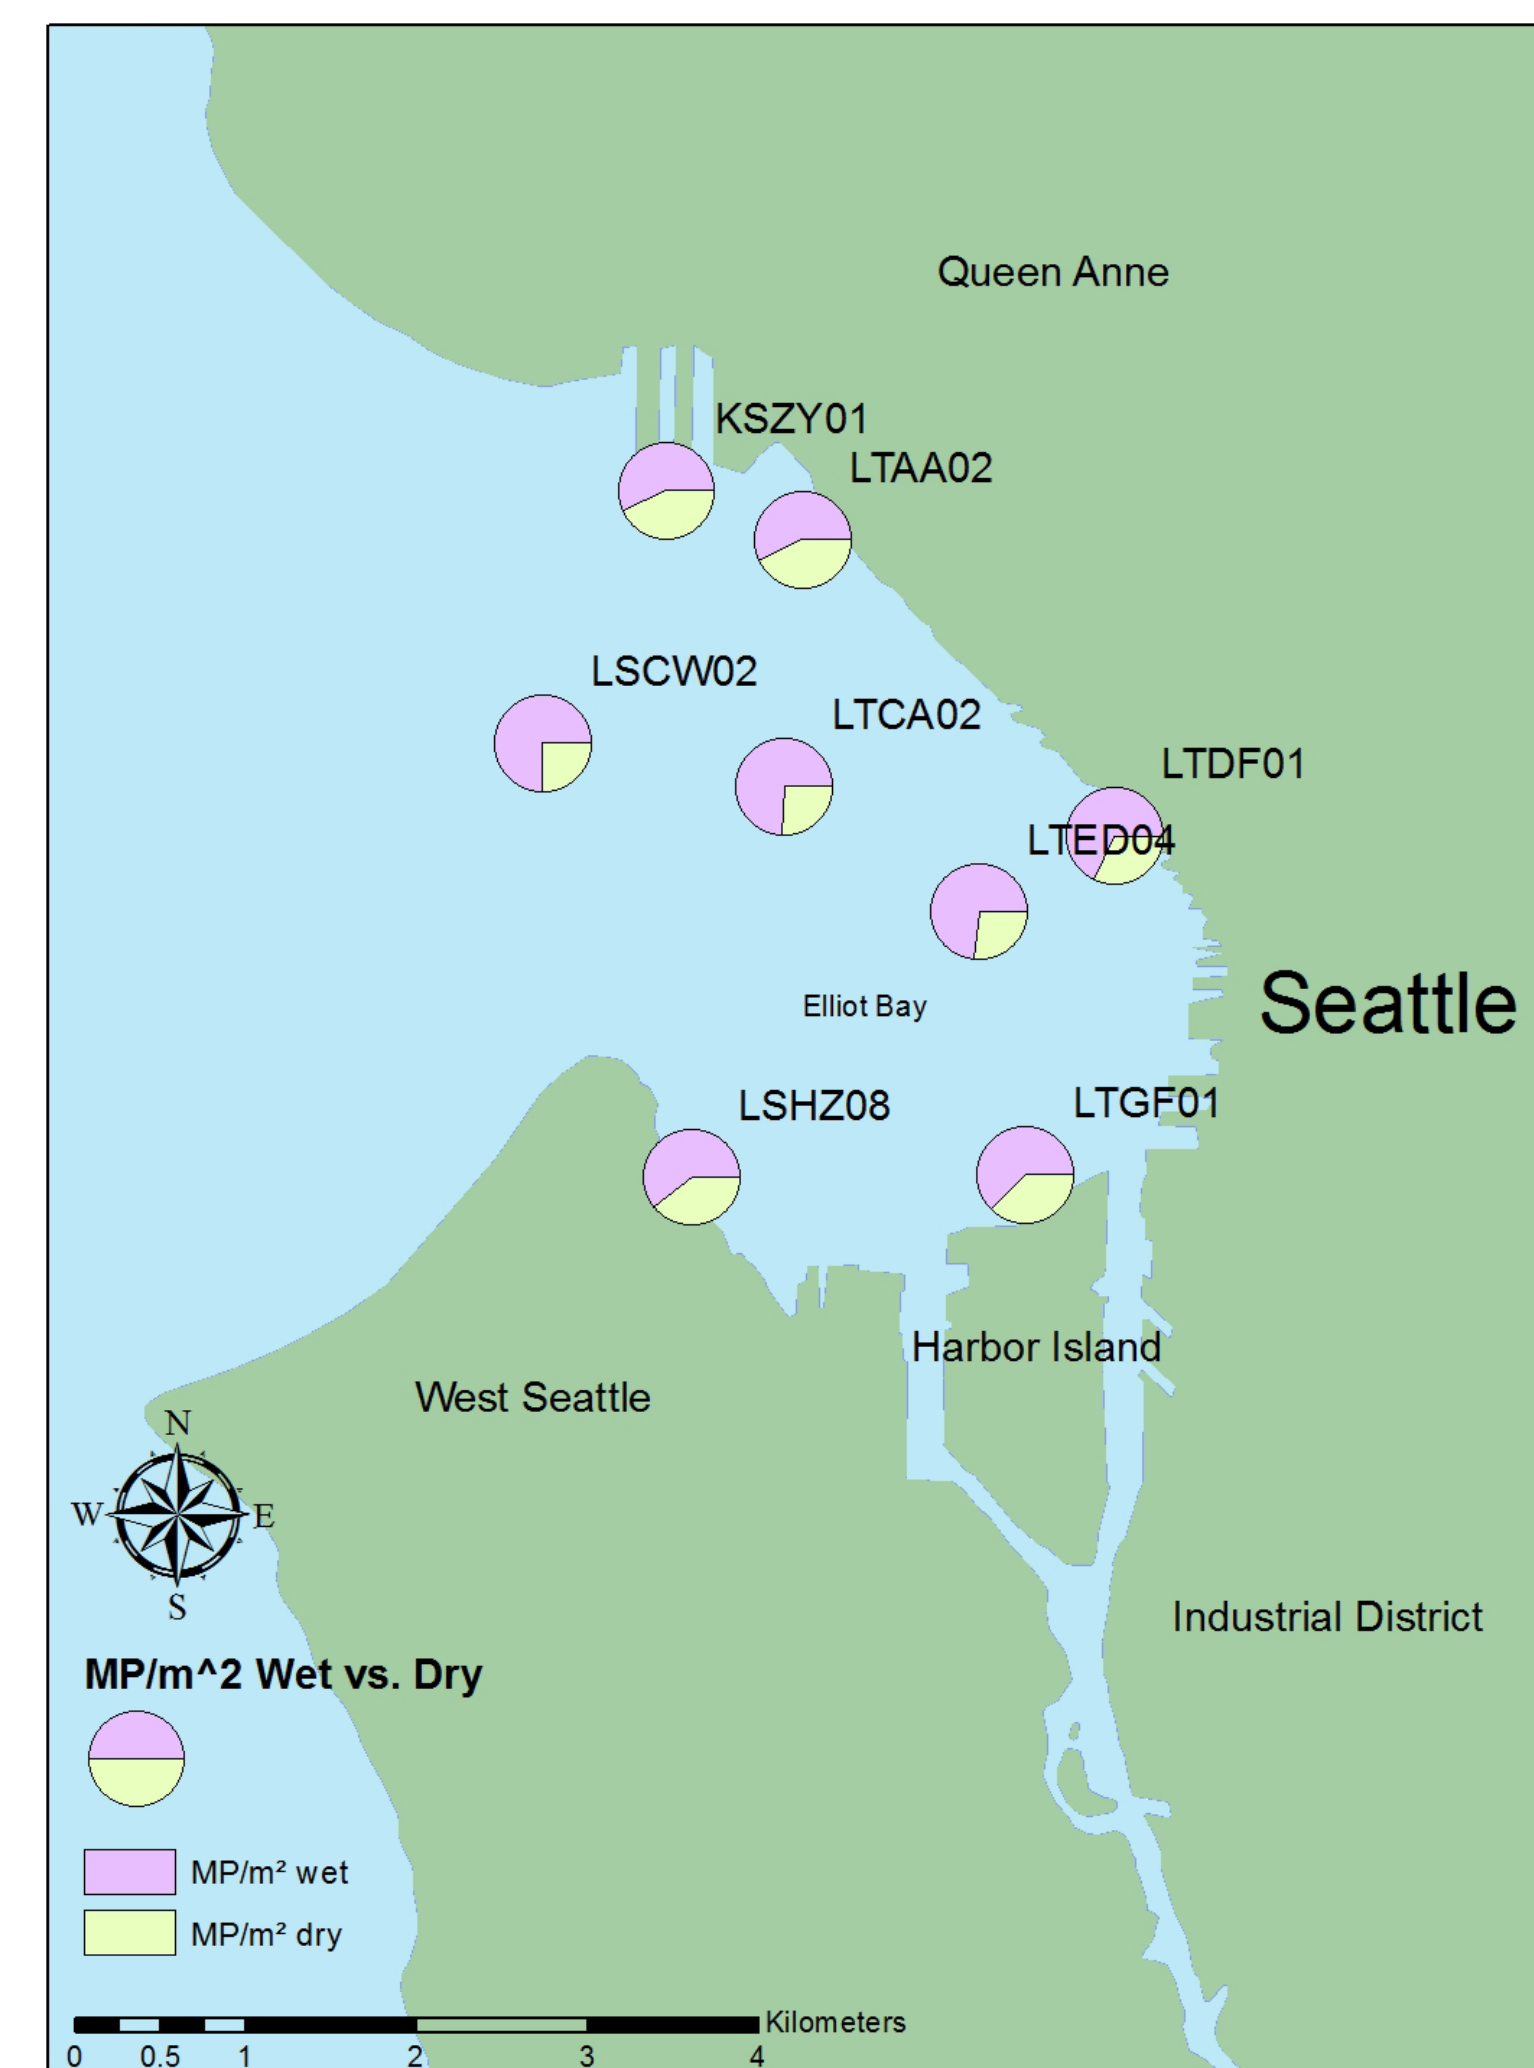 Queen Anne
KSZY01
LTAA02
LSCW02
LTCA02
LTDF01
LTED04
Elliot Bay
Seattle
LSHZ08
LTGF01
Harbor Island
West Seattle
N
W E
S
Industrial District
MP/m^2 Wet vs. Dry
MP/m² wet
MP/m² dry
Kilometers
0 0.5 1 2 3 4